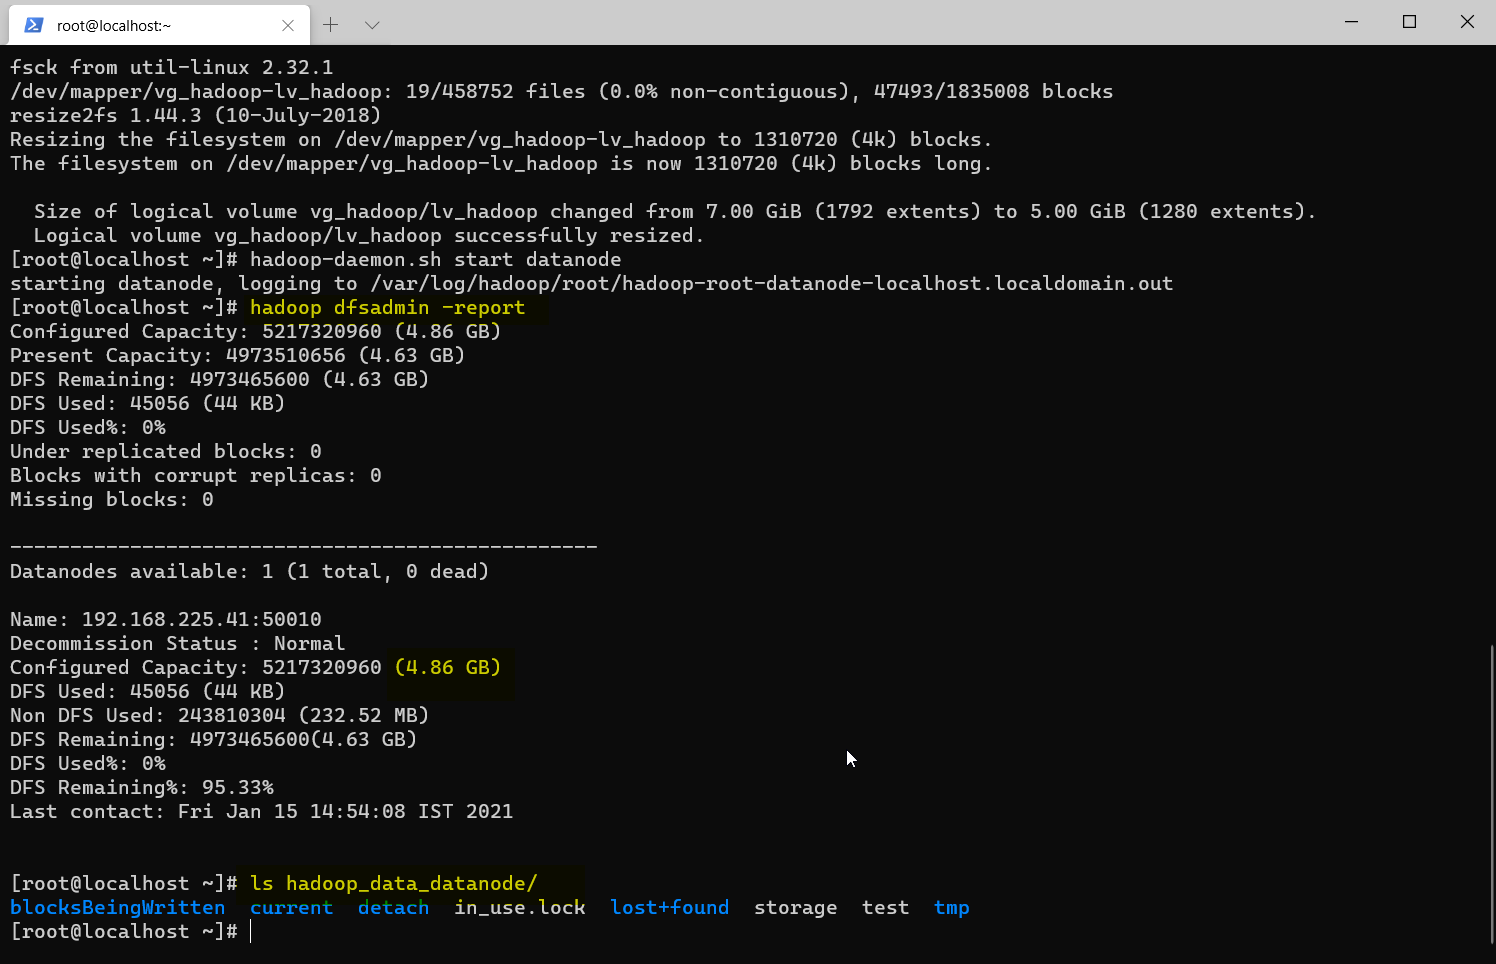 root@localhost:~
fsck from util-linux 2.32.1
/dev/mapper/vg_hadoop-lv_hadoop: 19/458752 files (0.0% non-contiguous), 47493/1835008 blocks
resize2fs 1.44.3 (10-July-2018)
Resizing the filesystem on /dev/mapper/vg_hadoop-lv_hadoop to 1310720 (4k) blocks.
The filesystem on /dev/mapper/vg_hadoop-lv_hadoop is now 1310720 (4k) blocks long.
Size of logical volume vg_hadoop/lv_hadoop changed from 7.00 GiB (1792 extents) to 5.00 GiB (1280 extents).
Logical volume vg_hadoop/lv_hadoop successfully resized.
[root@localhost ~]# hadoop-daemon.sh start datanode
starting datanode, logging to /var/log/hadoop/root/hadoop-root-datanode-localhost.localdomain.out
[root@localhost ~]# hadoop dfsadmin -report
Configured Capacity: 5217320960 (4.86 GB)
Present Capacity: 4973510656 (4.63 GB)
DFS Remaining: 4973465600 (4.63 GB)
DFS Used: 45056 (44 KB)
DFS Used%: 0%
Under replicated blocks: 0
Blocks with corrupt replicas: 0
Missing blocks: 0
-------------------------------------------------
Datanodes available: 1 (1 total, 0 dead)
Name: 192.168.225.41:50010
Decommission Status : Normal
Configured Capacity: 5217320960 (4.86 GB)
DFS Used: 45056 (44 KB)
Non DFS Used: 243810304 (232.52 MB)
DFS Remaining: 4973465600(4.63 GB)
DFS Used%: 0%
DFS Remaining%: 95.33%
Last contact: Fri Jan 15 14:54:08 IST 2021
[root@localhost ~]# ls hadoop_data_datanode/
blocksBeingWritten  current  detach  in_use.lock  lost+found  storage  test  tmp
[root@localhost ~]#